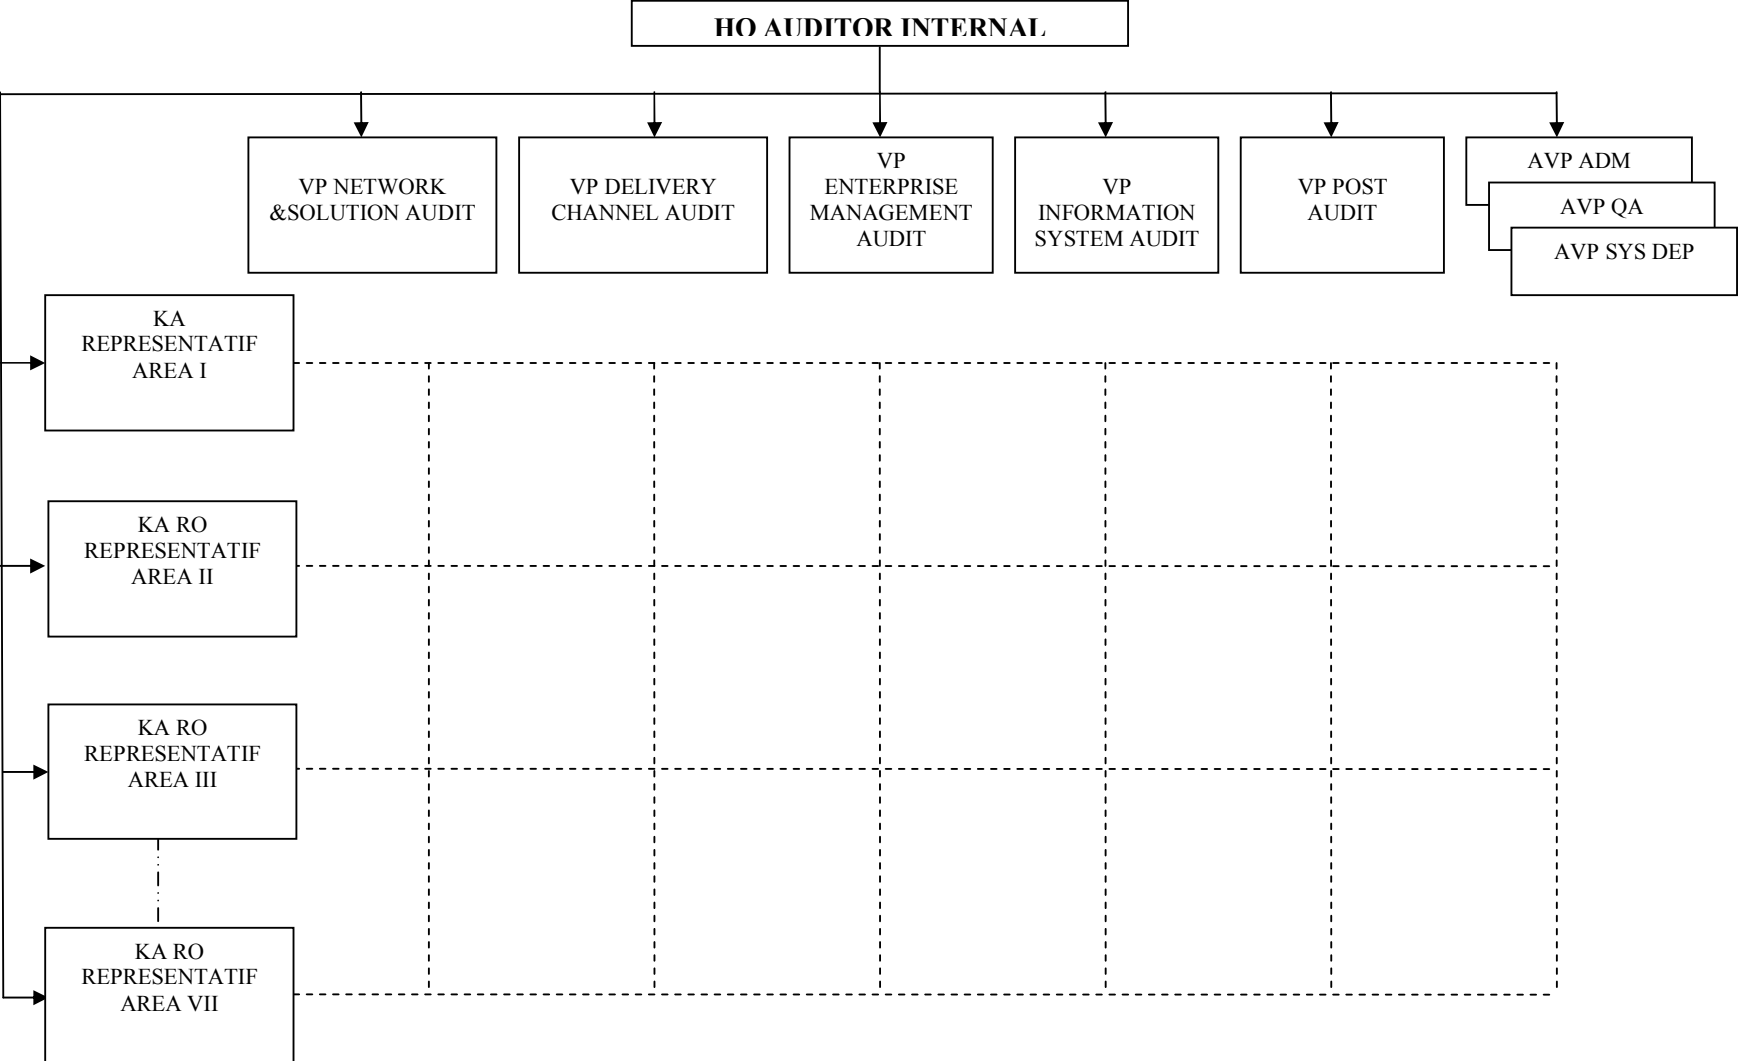 HO AUDITOR INTERNAL
VP NETWORK
&SOLUTION AUDIT
VP DELIVERY
CHANNEL AUDIT
VP
ENTERPRISE
MANAGEMENT
AUDIT
VP
INFORMATION
SYSTEM AUDIT
VP POST
AUDIT
AVP ADM
AVP QA
AVP SYS DEP
KA
REPRESENTATIF
AREA I
KA RO
REPRESENTATIF
AREA II
KA RO
REPRESENTATIF
AREA III
KA RO
REPRESENTATIF
AREA VII